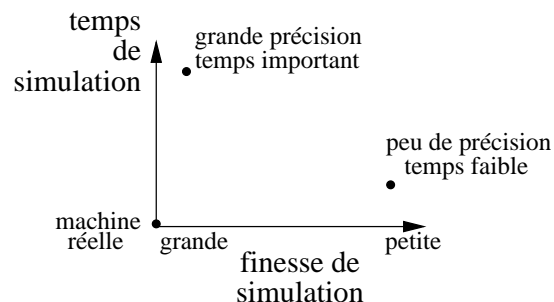 temps
de
simulation
grande précision
temps important
peu de précision
temps faible
machine
réelle
grande
petite
finesse de
simulation